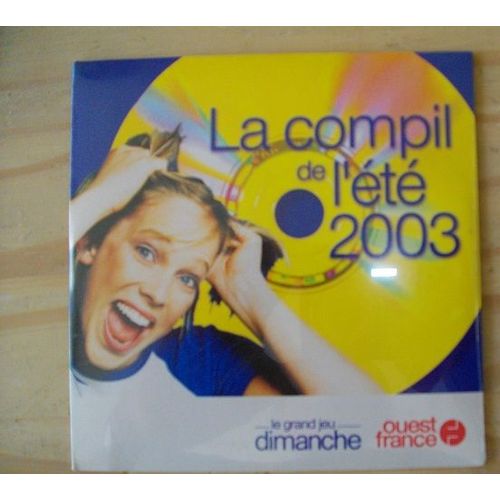 La compil
de l'été
2003
le grand jeu
dimanche
ouest
france